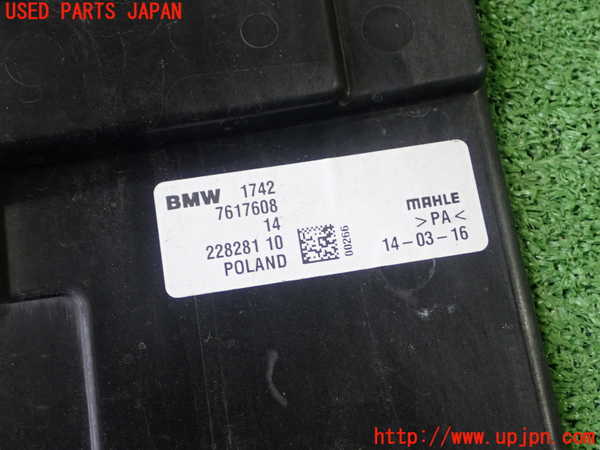 USED PARTS JAPAN
BMW 1742
7617608
14
228281 10
POLAND
00266
MAHLE
>PA<
14-03-16
http://www.upjpn.com/